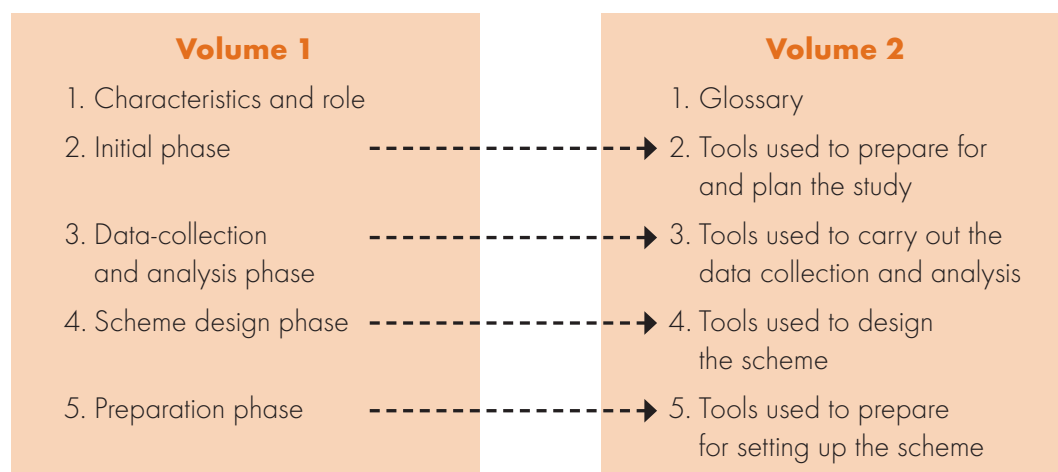 Volume 1
1. Characteristics and role
2. Initial phase
3. Data-collection
and analysis phase
4. Scheme design phase
5. Preparation phase
Volume 2
1. Glossary
2. Tools used to prepare for
and plan the study
3. Tools used to carry out the
data collection and analysis
4. Tools used to design
the scheme
5. Tools used to prepare
for setting up the scheme